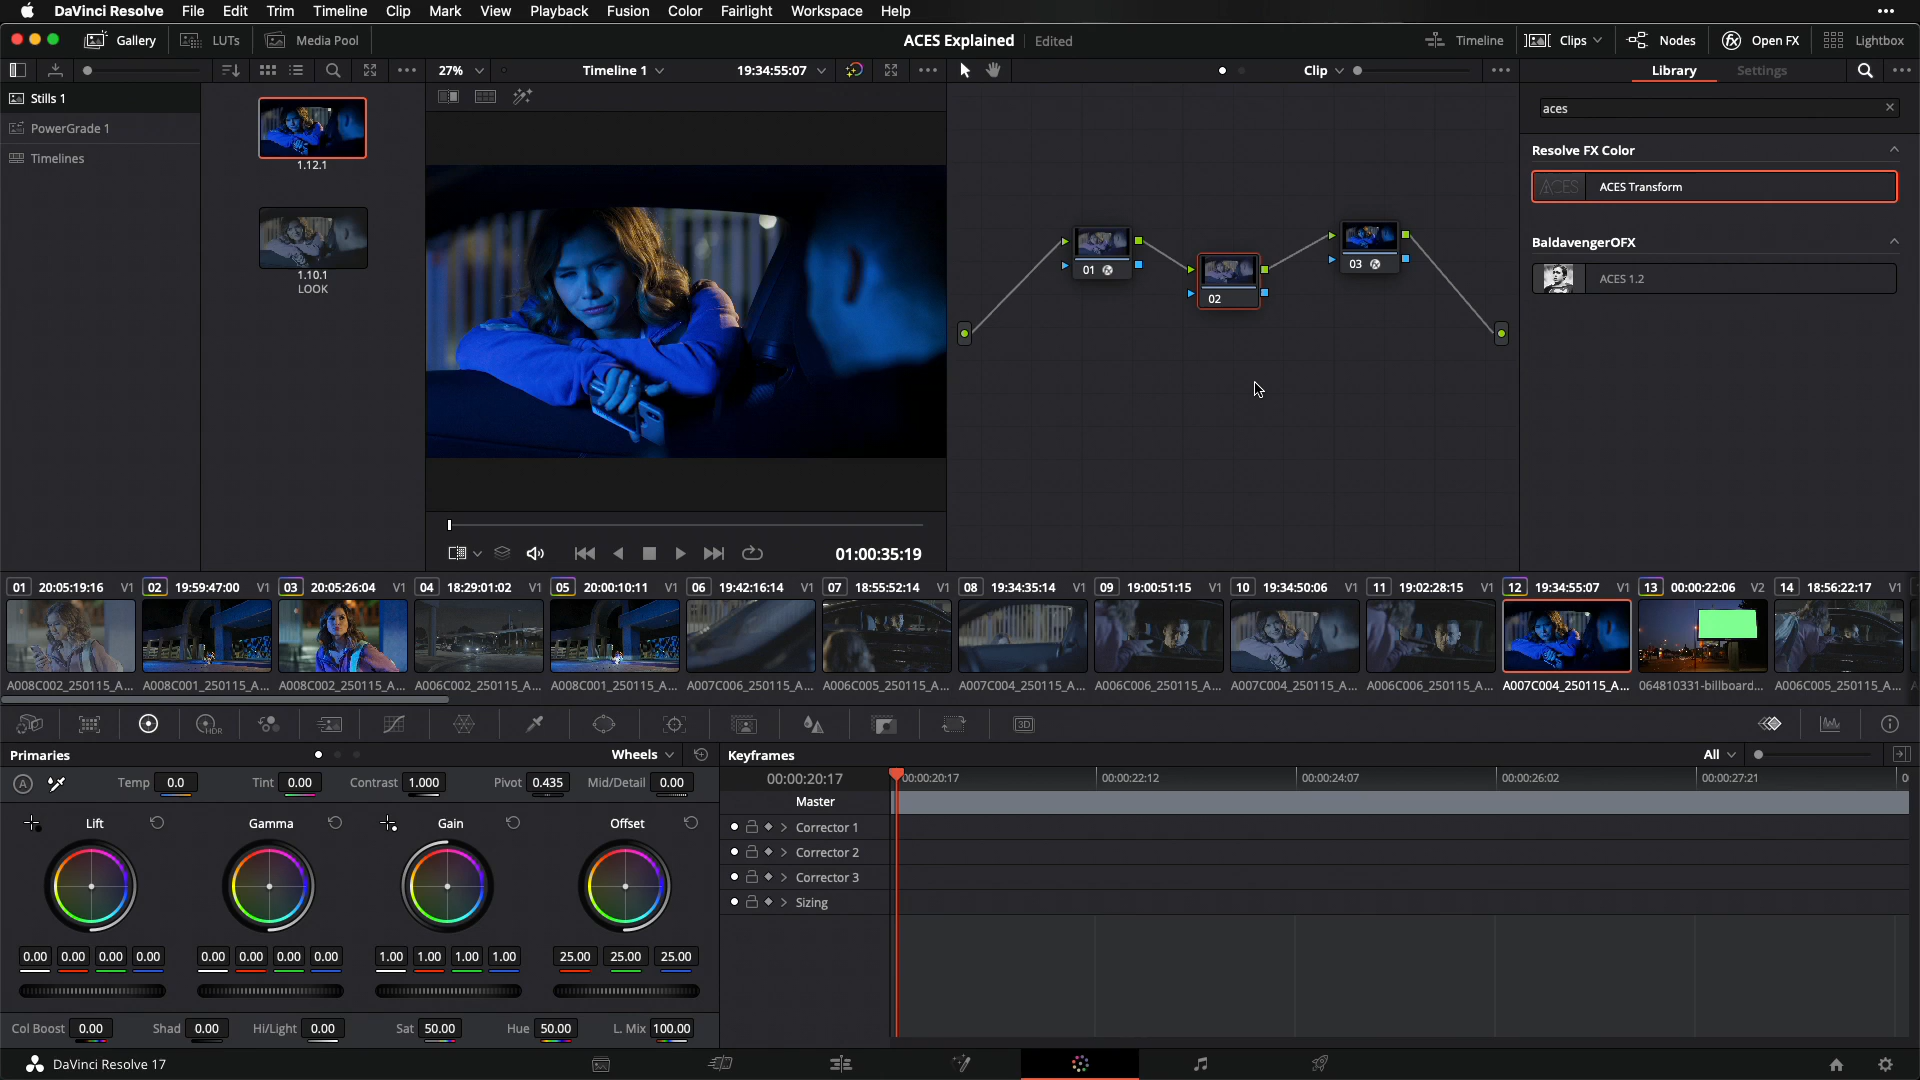 DaVinci Resolve File Edit Trim Timeline Clip Mark View Playback Fusion Color Fairlight Workspace Help
Gallery LUTs Media Pool ACES Explained Edited Timeline Clips Nodes Open FX Lightbox
27% Timeline 1 19:34:55:07 Clip Library Settings
Stills 1
PowerGrade 1
Timelines
1.12.1
1.10.1
LOOK
01
02
03
aces
Resolve FX Color
ACES ACES Transform
BaldavengerOFX
ACES 1.2
01:00:35:19
01 20:05:19:16 V1 02 19:59:47:00 V1 03 20:05:26:04 V1 04 18:29:01:02 V1 05 20:00:10:11 V1 06 19:42:16:14 V1 07 18:55:52:14 V1 08 19:34:35:14 V1 09 19:00:51:15 V1 10 19:34:50:06 V1 11 19:02:28:15 V1 12 19:34:55:07 V1 13 00:00:22:06 V2 14 18:56:22:17 V1
A008C002_250115_A... A008C001_250115_A... A008C002_250115_A... A006C002_250115_A... A008C001_250115_A... A007C006_250115_A... A006C005_250115_A... A007C004_250115_A... A006C006_250115_A... A007C004_250115_A... A006C006_250115_A... A007C004_250115_A... 064810331-billboard... A006C005_250115_A...
HDR 3D
Primaries Wheels
A Temp 0.0 Tint 0.00 Contrast 1.000 Pivot 0.435 Mid/Detail 0.00
Lift Gamma Gain Offset
0.00 0.00 0.00 0.00 0.00 0.00 0.00 0.00 1.00 1.00 1.00 1.00 25.00 25.00 25.00
Col Boost 0.00 Shad 0.00 Hi/Light 0.00 Sat 50.00 Hue 50.00 L. Mix 100.00
Keyframes All
00:00:20:17 00:00:20:17 00:00:22:12 00:00:24:07 00:00:26:02 00:00:27:21
Master
Corrector 1
Corrector 2
Corrector 3
Sizing
DaVinci Resolve 17